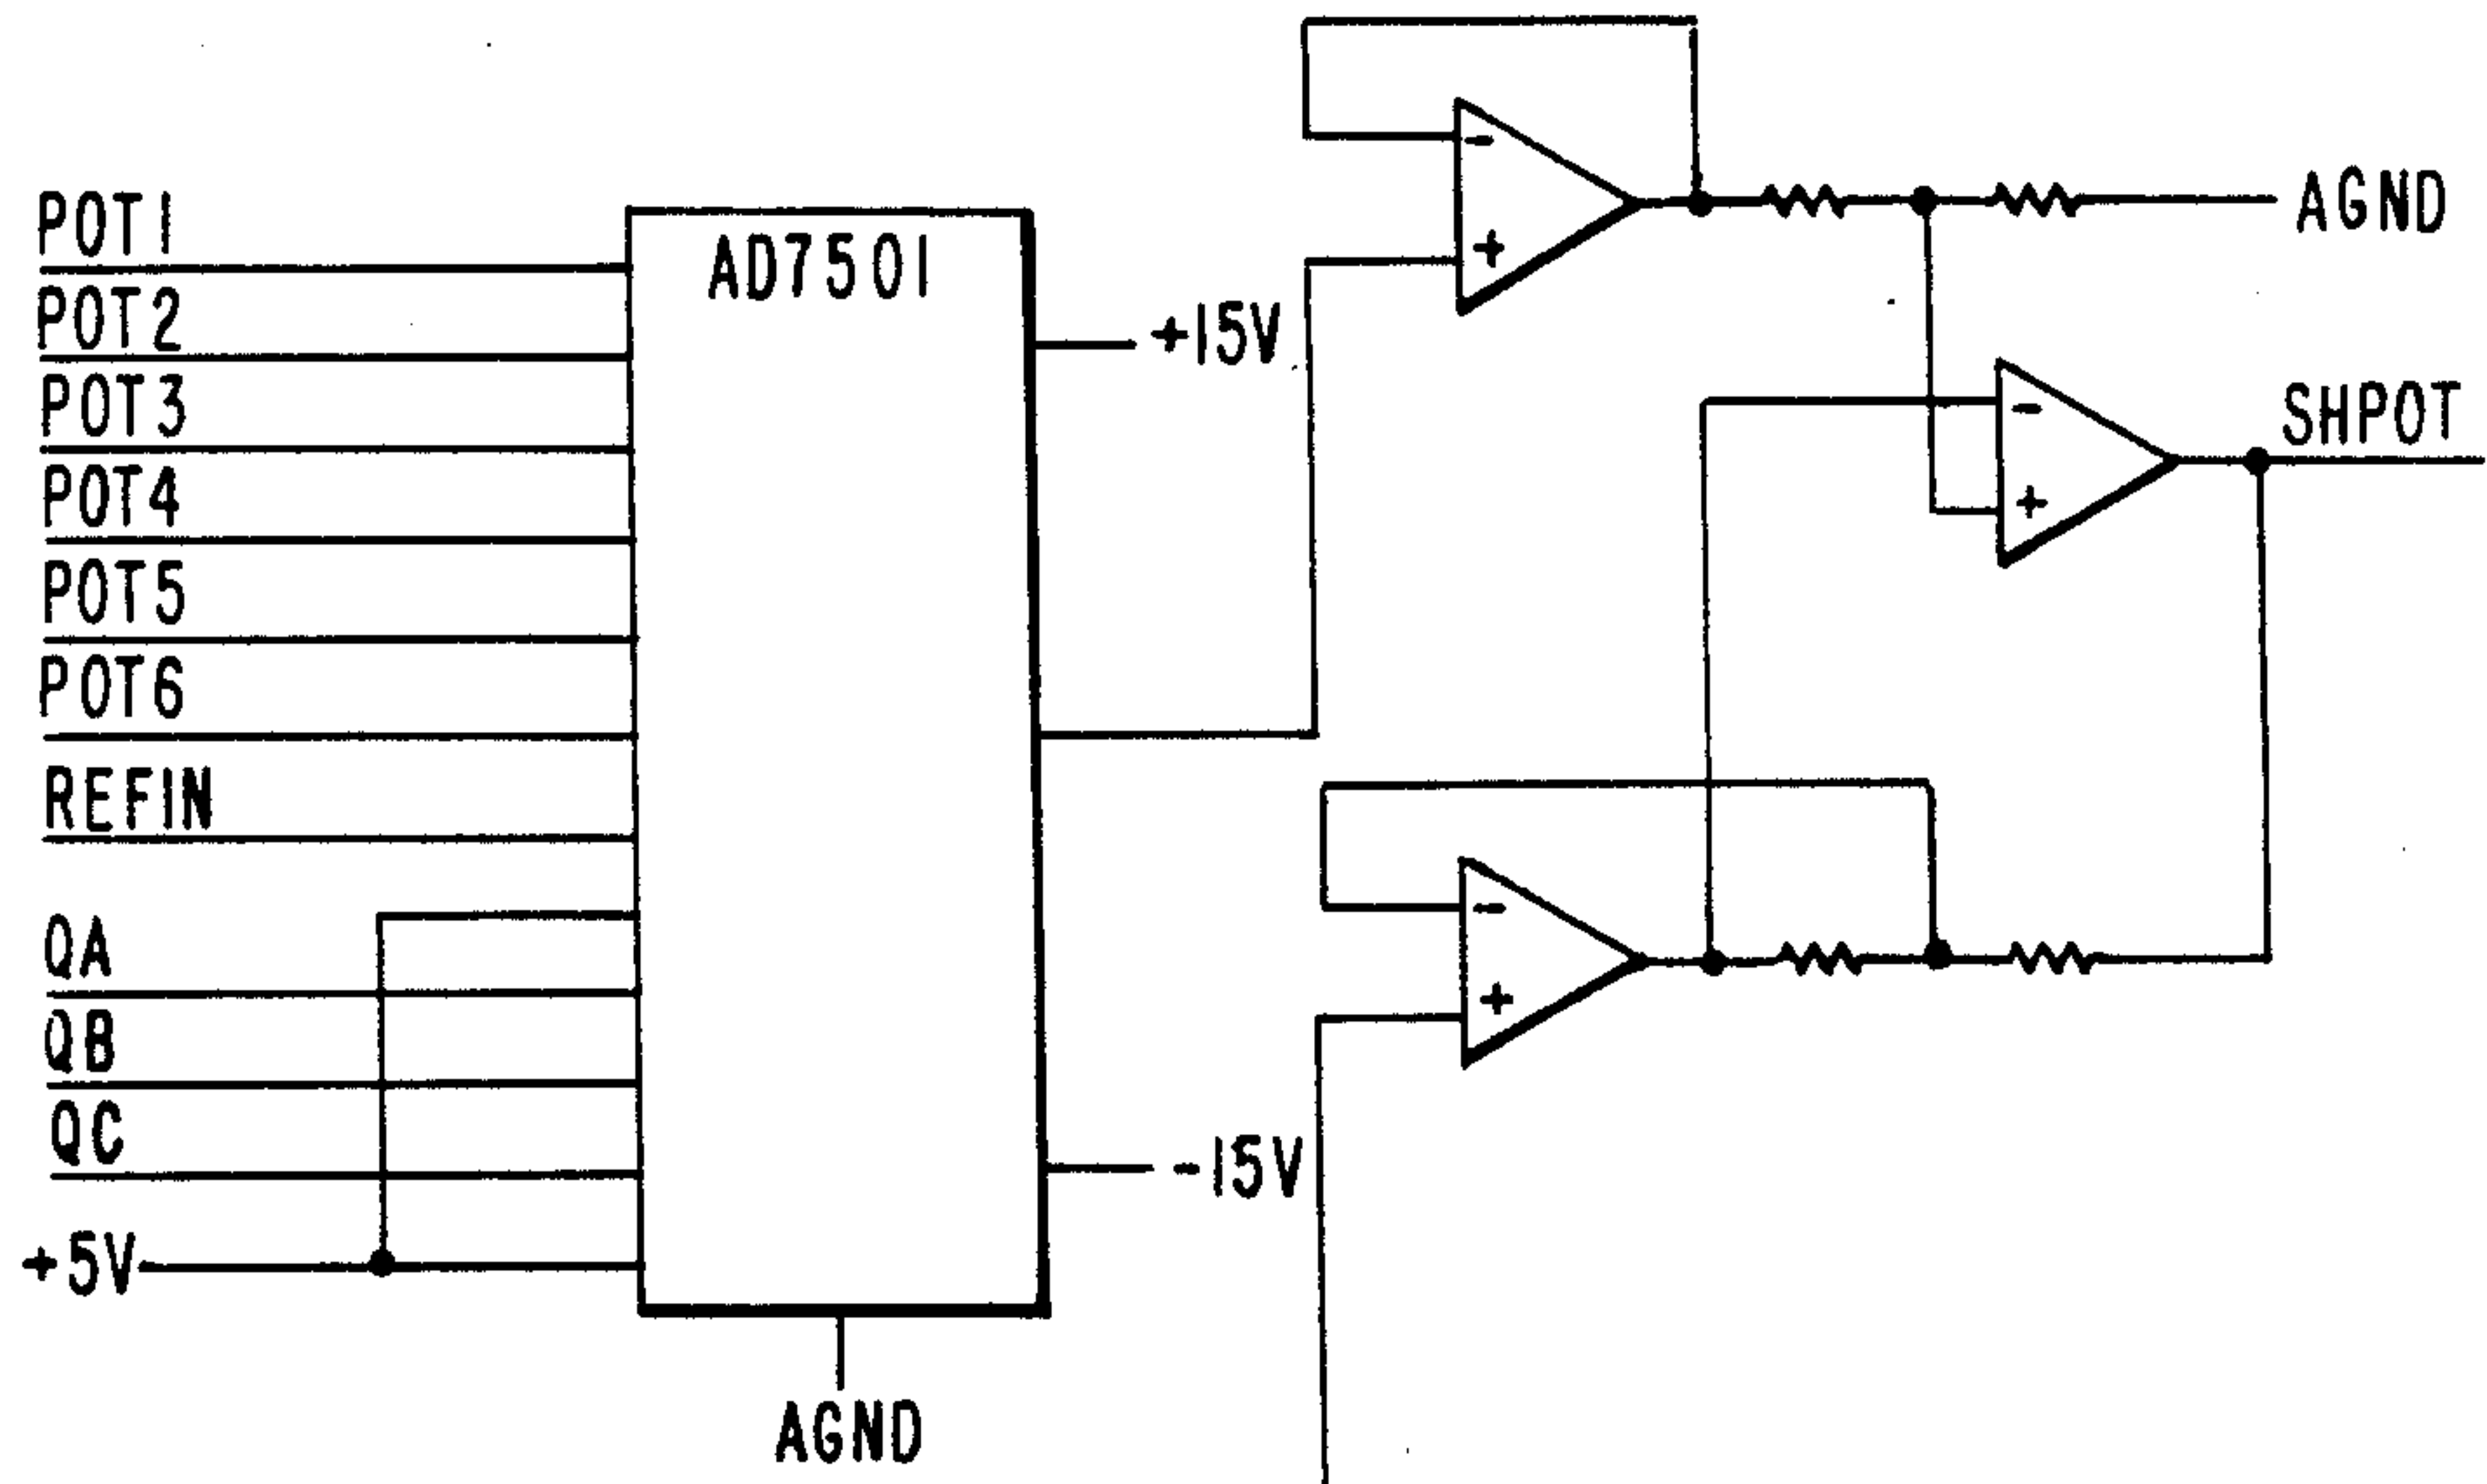 POT1
POT2
POT3
POT4
POT5
POT6
REFIN
QA
QB
QC
+5V
AD7501
+15V
-15V
AGND
-
+
AGND
-
+
SHPOT
-
+